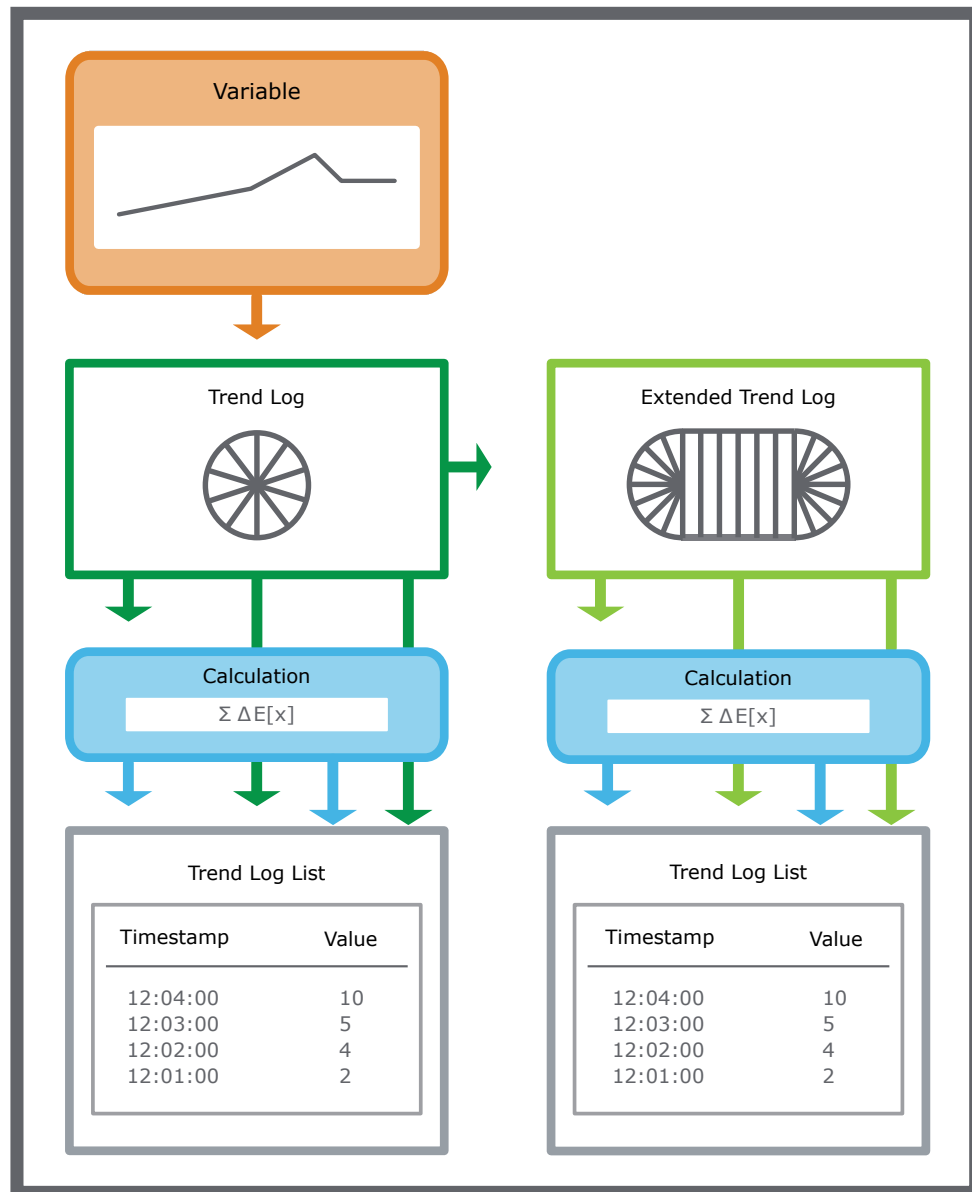 Variable
Trend Log
Extended Trend Log
Calculation
Σ ΔE[x]
Calculation
Σ ΔE[x]
Trend Log List
Timestamp Value
12:04:00 10
12:03:00 5
12:02:00 4
12:01:00 2
Trend Log List
Timestamp Value
12:04:00 10
12:03:00 5
12:02:00 4
12:01:00 2